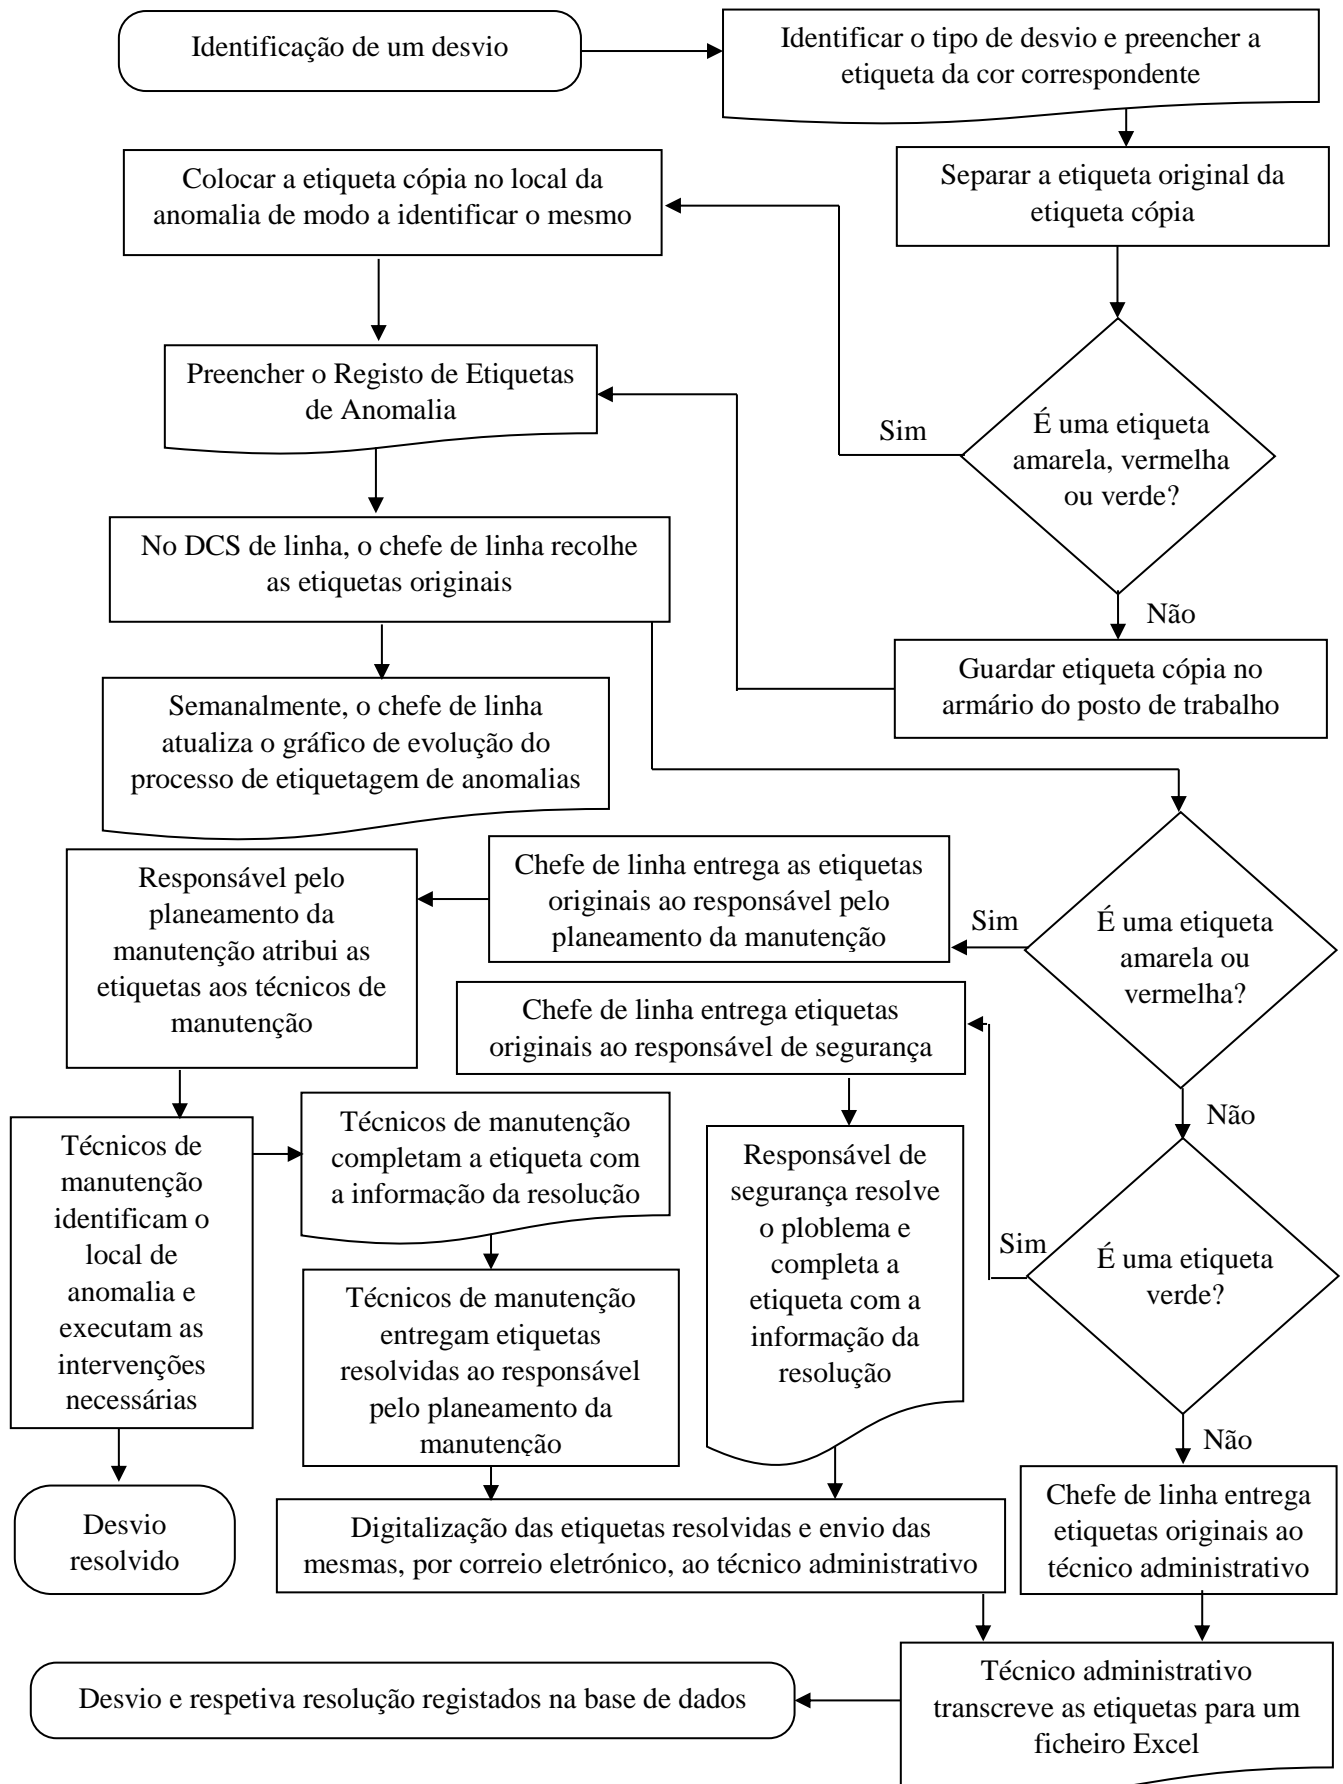 Identificação de um desvio
Identificar o tipo de desvio e preencher a
etiqueta da cor correspondente
Colocar a etiqueta cópia no local da
anomalia de modo a identificar o mesmo
Separar a etiqueta original da
etiqueta cópia
Preencher o Registo de Etiquetas
de Anomalia
Sim
É uma etiqueta
amarela, vermelha
ou verde?
No DCS de linha, o chefe de linha recolhe
as etiquetas originais
Não
Guardar etiqueta cópia no
armário do posto de trabalho
Semanalmente, o chefe de linha
atualiza o gráfico de evolução do
processo de etiquetagem de anomalias
Responsável pelo
planeamento da
manutenção atribui as
etiquetas aos técnicos de
manutenção
Chefe de linha entrega as etiquetas
originais ao responsável pelo
planeamento da manutenção
Sim
É uma etiqueta
amarela ou
vermelha?
Chefe de linha entrega etiquetas
originais ao responsável de segurança
Não
Técnicos de
manutenção
identificam o
local de
anomalia e
executam as
intervenções
necessárias
Técnicos de manutenção
completam a etiqueta com
a informação da resolução
Responsável de
segurança resolve
o ploblema e
completa a
etiqueta com a
informação da
resolução
Sim
É uma etiqueta
verde?
Técnicos de manutenção
entregam etiquetas
resolvidas ao responsável
pelo planeamento da
manutenção
Não
Desvio
resolvido
Digitalização das etiquetas resolvidas e envio das
mesmas, por correio eletrónico, ao técnico administrativo
Chefe de linha entrega
etiquetas originais ao
técnico administrativo
Desvio e respetiva resolução registados na base de dados
Técnico administrativo
transcreve as etiquetas para um
ficheiro Excel